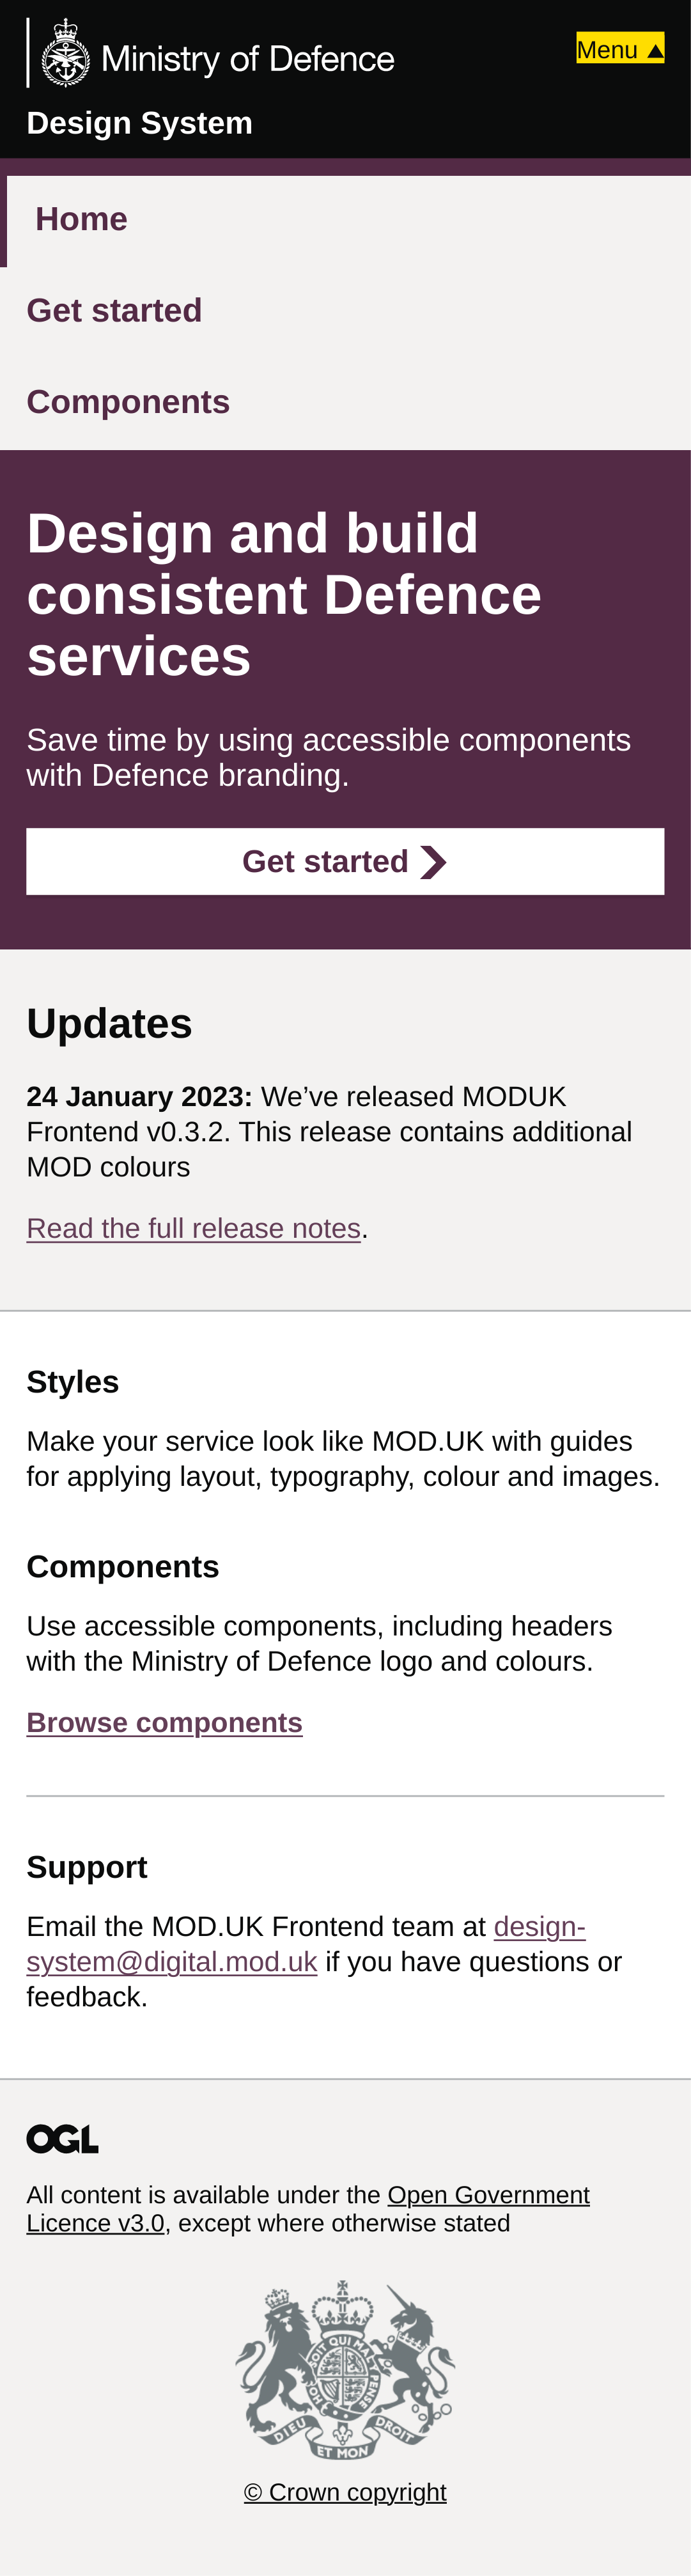 Ministry of Defence
Menu ▲
Design System
Home
Get started
Components
Design and build
consistent Defence
services
Save time by using accessible components
with Defence branding.
Get started
Updates
24 January 2023: We’ve released MODUK
Frontend v0.3.2. This release contains additional
MOD colours
Read the full release notes.
Styles
Make your service look like MOD.UK with guides
for applying layout, typography, colour and images.
Components
Use accessible components, including headers
with the Ministry of Defence logo and colours.
Browse components
Support
Email the MOD.UK Frontend team at design-
system@digital.mod.uk if you have questions or
feedback.
OGL
All content is available under the Open Government
Licence v3.0, except where otherwise stated
SOIT QUI MAL Y PENSE
DIEU ET MON DROIT
© Crown copyright